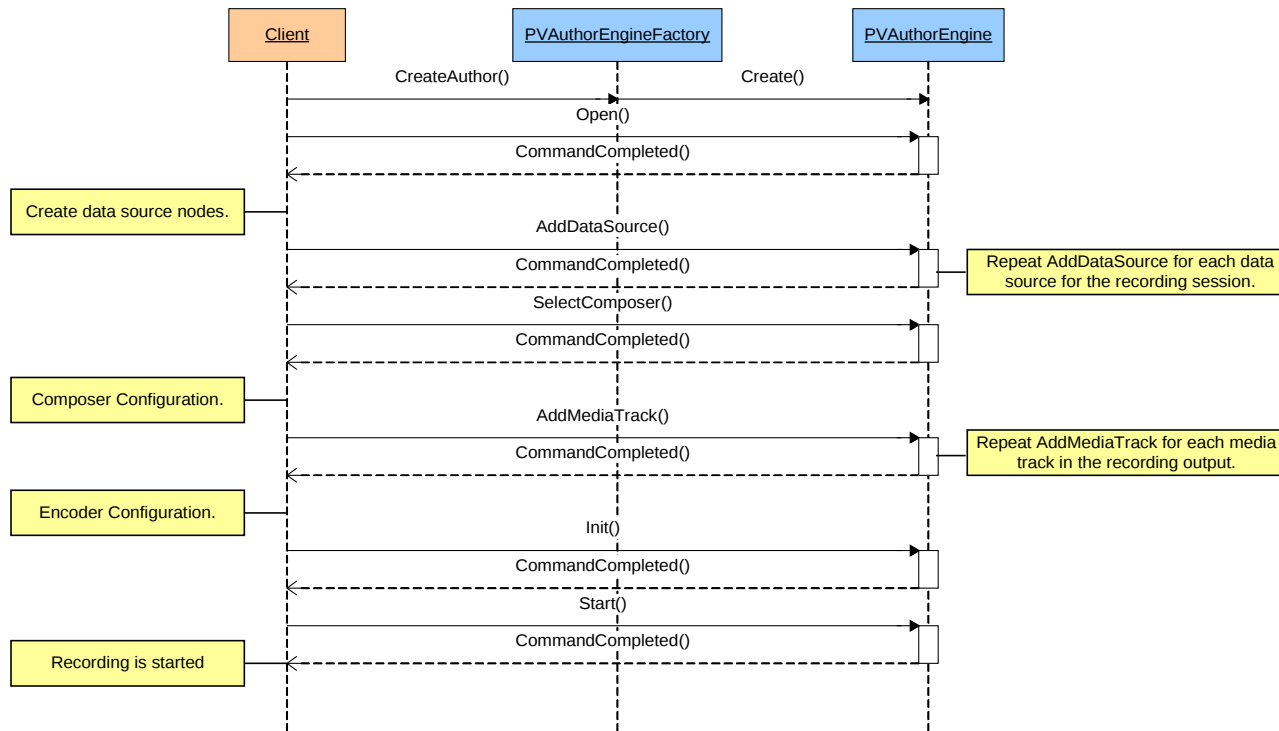 Client
PVAuthorEngineFactory
PVAuthorEngine
CreateAuthor()
Create()
Open()
CommandCompleted()
Create data source nodes.
AddDataSource()
CommandCompleted()
Repeat AddDataSource for each data
source for the recording session.
SelectComposer()
CommandCompleted()
Composer Configuration.
AddMediaTrack()
CommandCompleted()
Repeat AddMediaTrack for each media
track in the recording output.
Encoder Configuration.
Init()
CommandCompleted()
Start()
CommandCompleted()
Recording is started